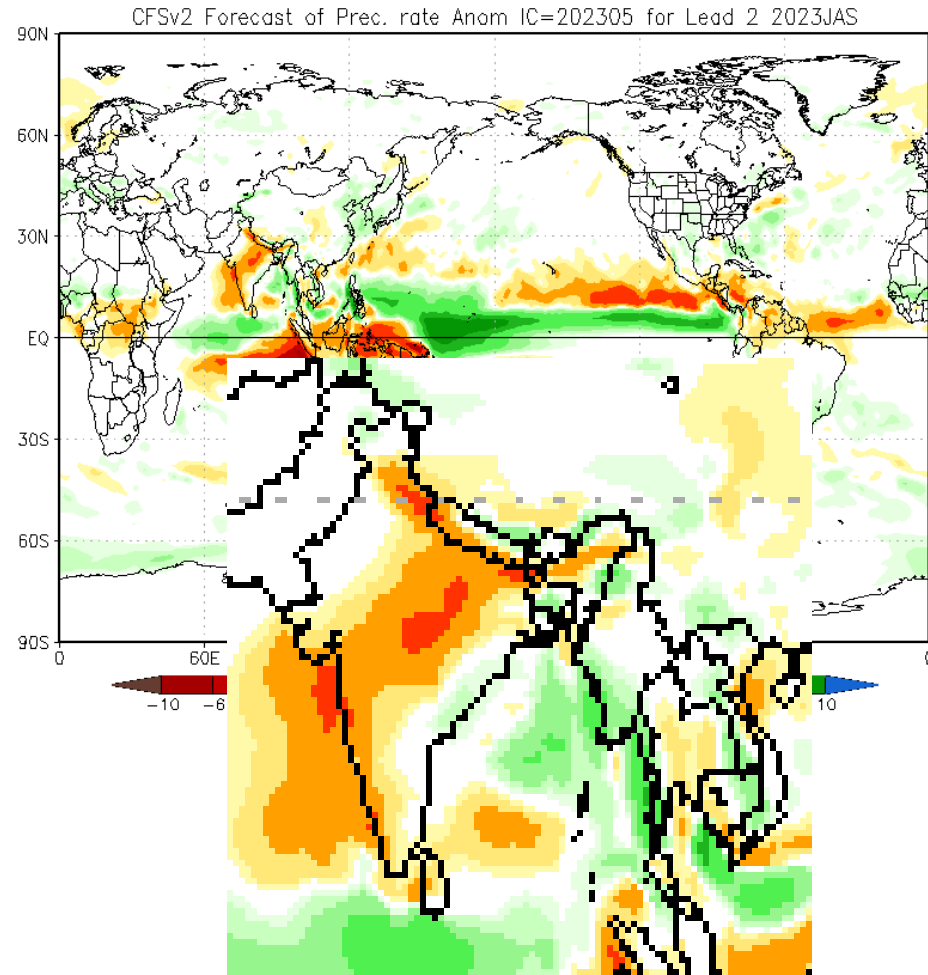 CFSv2 Forecast of Prec. rate Anom IC=202305 for Lead 2 2023JAS
90N
60N
30N
EQ
30S
60S
90S
0 60E 0
-10 -6 10